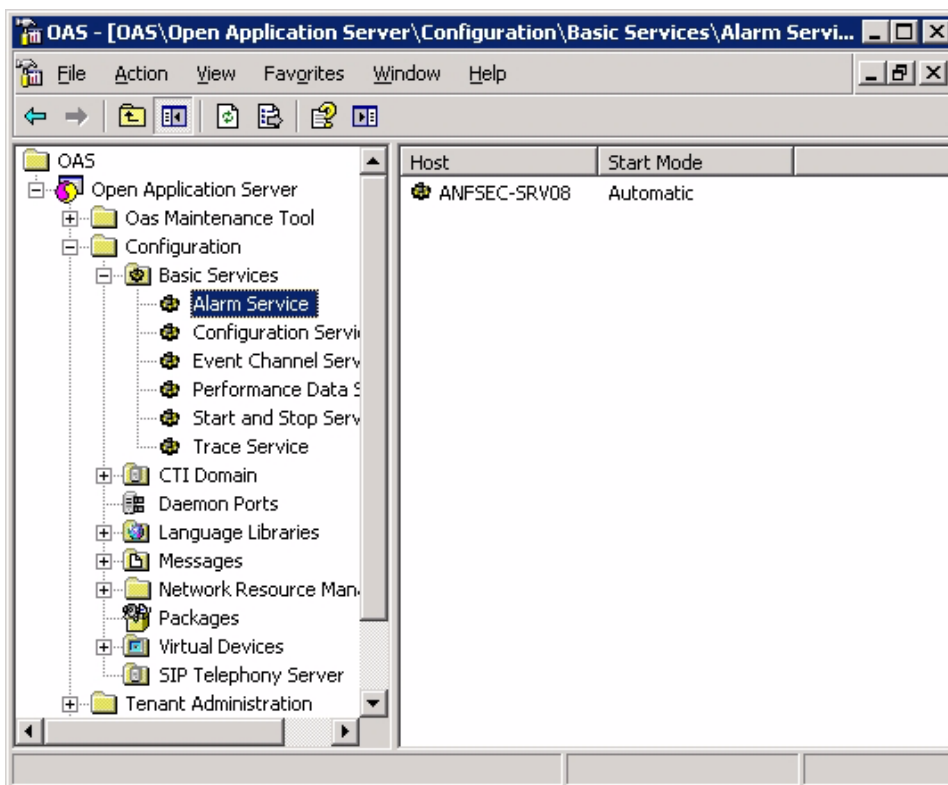 OAS - [OAS\Open Application Server\Configuration\Basic Services\Alarm Servi...
File Action View Favorites Window Help
OAS
Open Application Server
Oas Maintenance Tool
Configuration
Basic Services
Alarm Service
Configuration Servi
Event Channel Serv
Performance Data S
Start and Stop Serv
Trace Service
CTI Domain
Daemon Ports
Language Libraries
Messages
Network Resource Man
Packages
Virtual Devices
SIP Telephony Server
Tenant Administration
Host Start Mode
ANFSEC-SRV08 Automatic